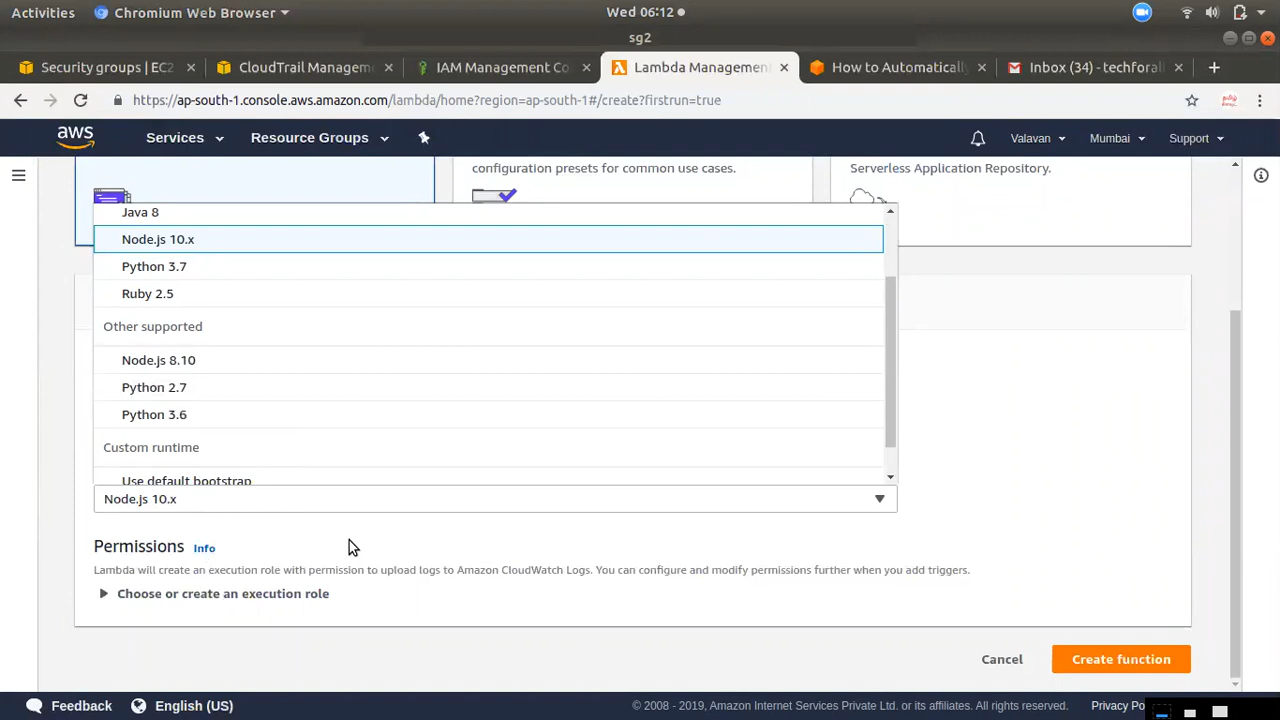 Activities Chromium Web Browser Wed 06:12
sg2
Security groups | EC2 CloudTrail Manageme IAM Management Co Lambda Management How to Automatically Inbox (34) - techforall
https://ap-south-1.console.aws.amazon.com/lambda/home?region=ap-south-1#/create?firstrun=true
aws Services Resource Groups Valavan Mumbai Support
configuration presets for common use cases. Serverless Application Repository.
Java 8
Node.js 10.x
Python 3.7
Ruby 2.5
Other supported
Node.js 8.10
Python 2.7
Python 3.6
Custom runtime
Use default bootstrap
Node.js 10.x
Permissions Info
Lambda will create an execution role with permission to upload logs to Amazon CloudWatch Logs. You can configure and modify permissions further when you add triggers.
Choose or create an execution role
Cancel Create function
Feedback English (US) © 2008 - 2019, Amazon Internet Services Private Ltd. or its affiliates. All rights reserved. Privacy Po